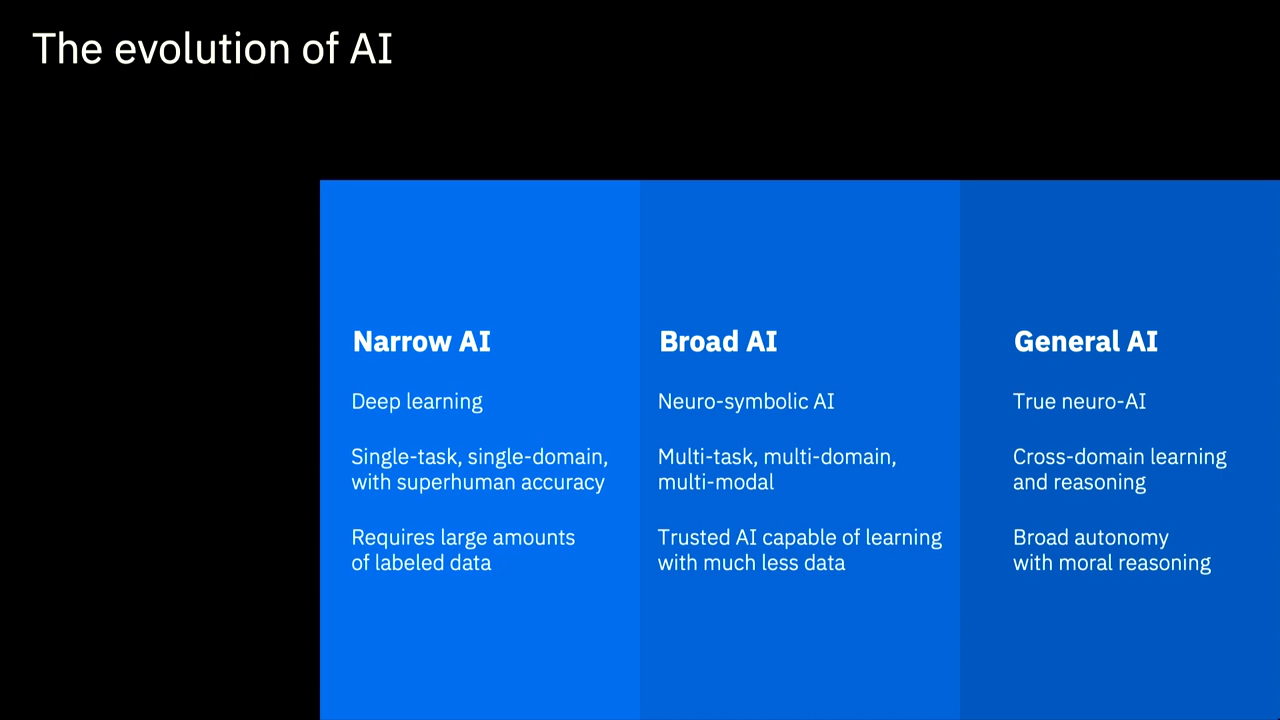 The evolution of AI
Narrow AI
Deep learning
Single-task, single-domain,
with superhuman accuracy
Requires large amounts
of labeled data
Broad AI
Neuro-symbolic AI
Multi-task, multi-domain,
multi-modal
Trusted AI capable of learning
with much less data
General AI
True neuro-AI
Cross-domain learning
and reasoning
Broad autonomy
with moral reasoning